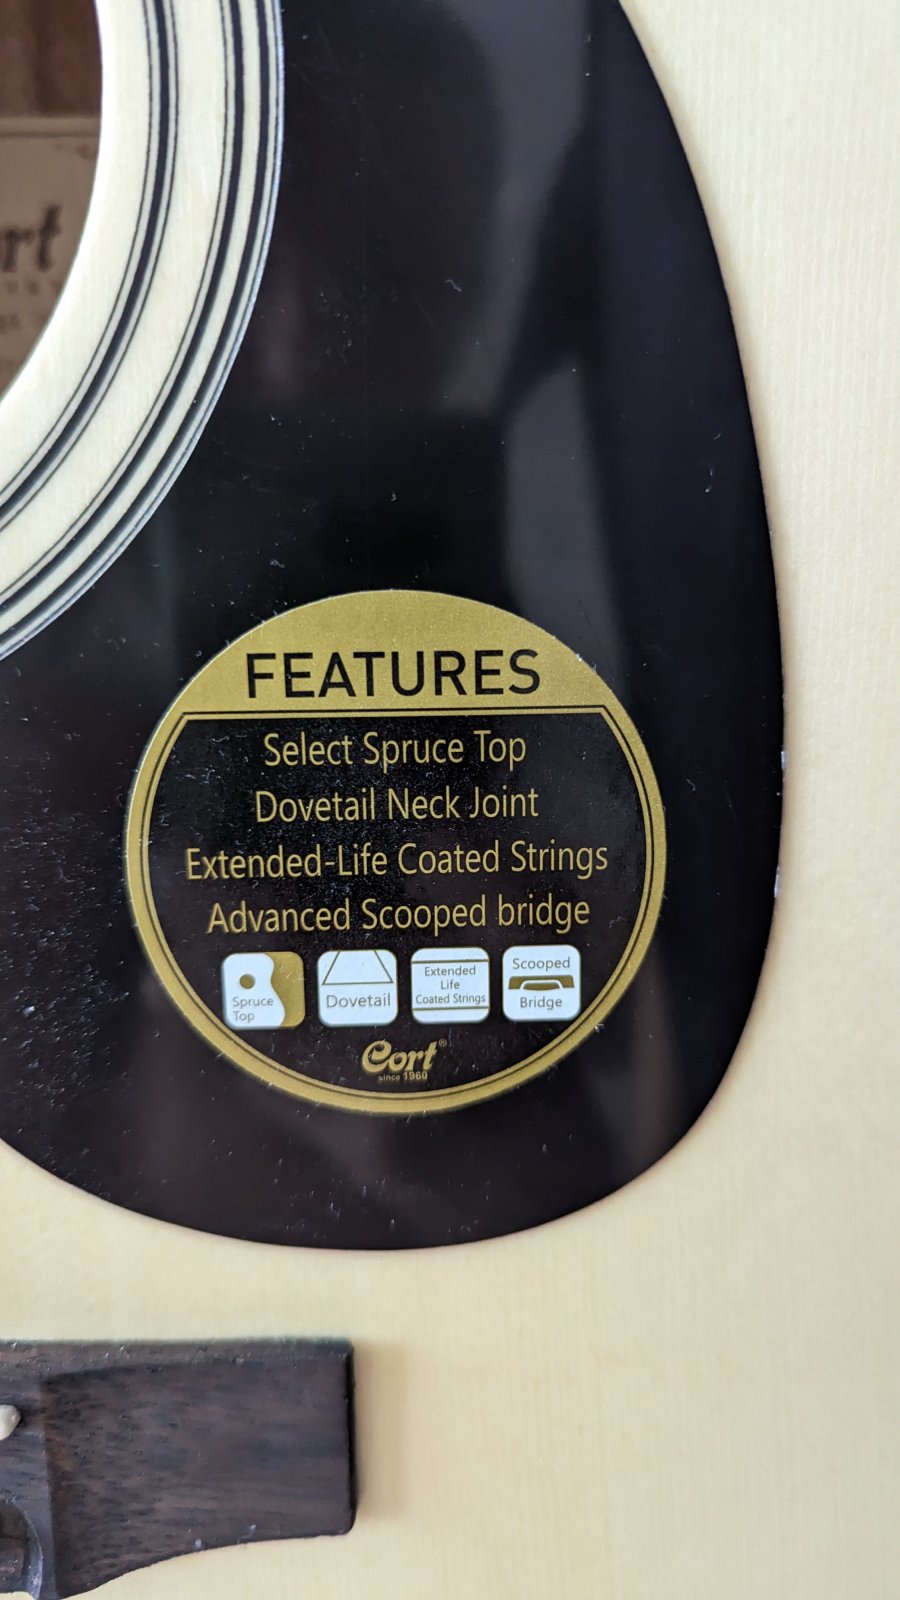 FEATURES
Select Spruce Top
Dovetail Neck Joint
Extended-Life Coated Strings
Advanced Scooped bridge
Spruce
Top
Dovetail
Extended
Life
Coated Strings
Scooped
Bridge
Cort®
since 1960